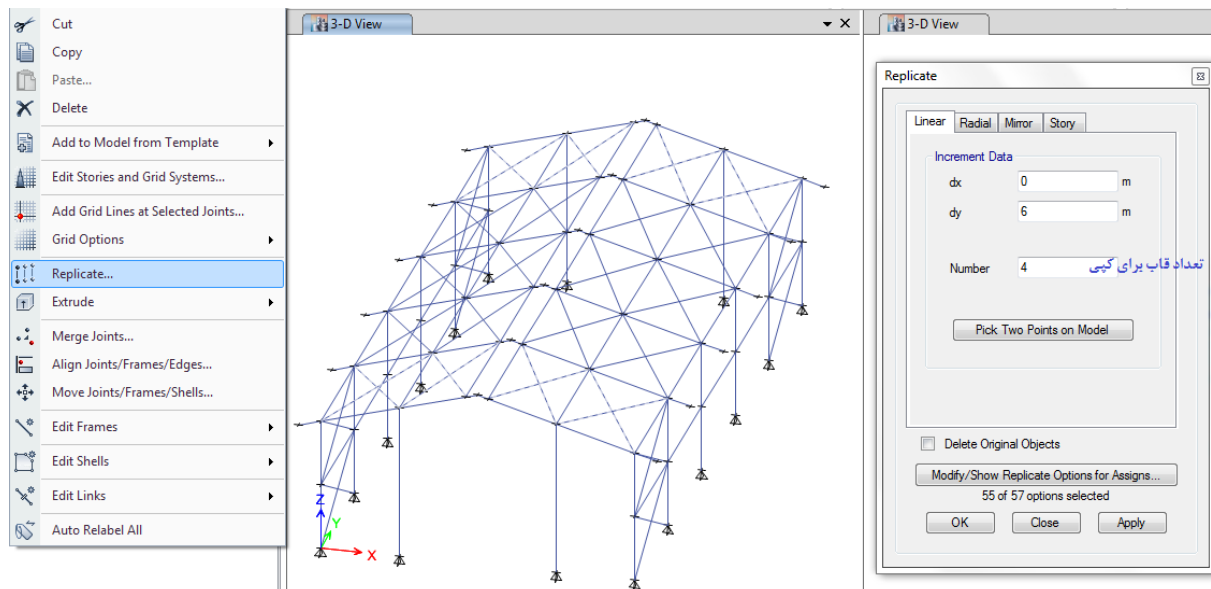 Cut
Copy
Paste...
Delete
Add to Model from Template
Edit Stories and Grid Systems...
Add Grid Lines at Selected Joints...
Grid Options
Replicate...
Extrude
Merge Joints...
Align Joints/Frames/Edges...
Move Joints/Frames/Shells...
Edit Frames
Edit Shells
Edit Links
Auto Relabel All
3-D View
Z
Y
X
3-D View
Replicate
Linear Radial Mirror Story
Increment Data
dx 0 m
dy 6 m
Number 4 تعداد قاب برای کپی
Pick Two Points on Model
Delete Original Objects
Modify/Show Replicate Options for Assigns...
55 of 57 options selected
OK Close Apply